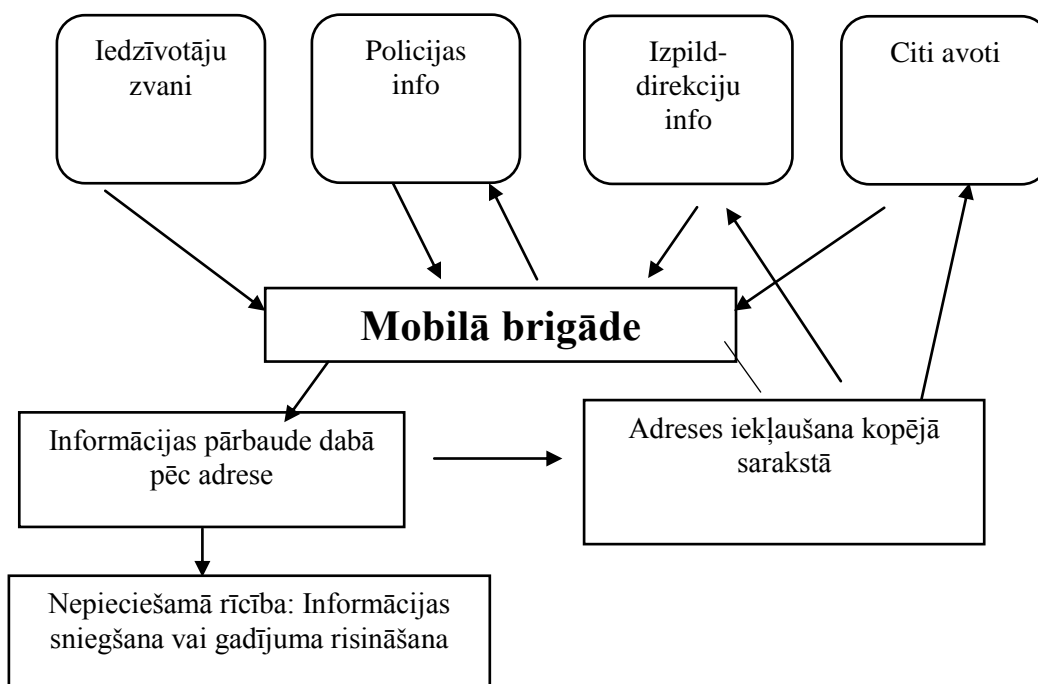 Iedzīvotāju
zvani
Policijas
info
Izpild-
direkciju
info
Citi avoti
Mobilā brigāde
Informācijas pārbaude dabā
pēc adrese
Adreses iekļaušana kopējā
sarakstā
Nepieciešamā rīcība: Informācijas
sniegšana vai gadījuma risināšana